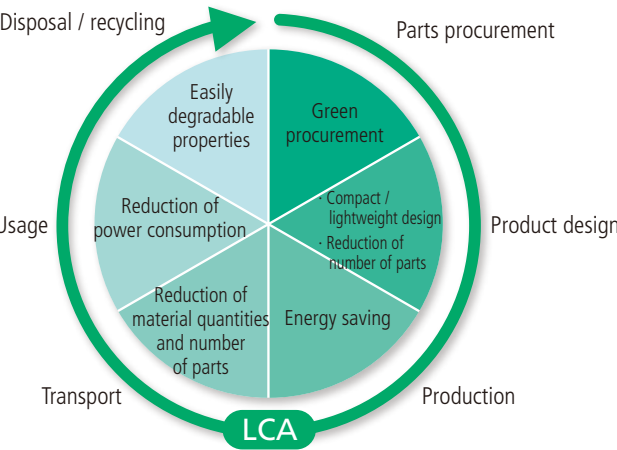 Disposal / recycling
Parts procurement
Easily
degradable
properties
Green
procurement
· Compact /
lightweight design
· Reduction of
number of parts
Product design
Usage
Reduction of
power consumption
Reduction of
material quantities
and number
of parts
Energy saving
Transport
Production
LCA